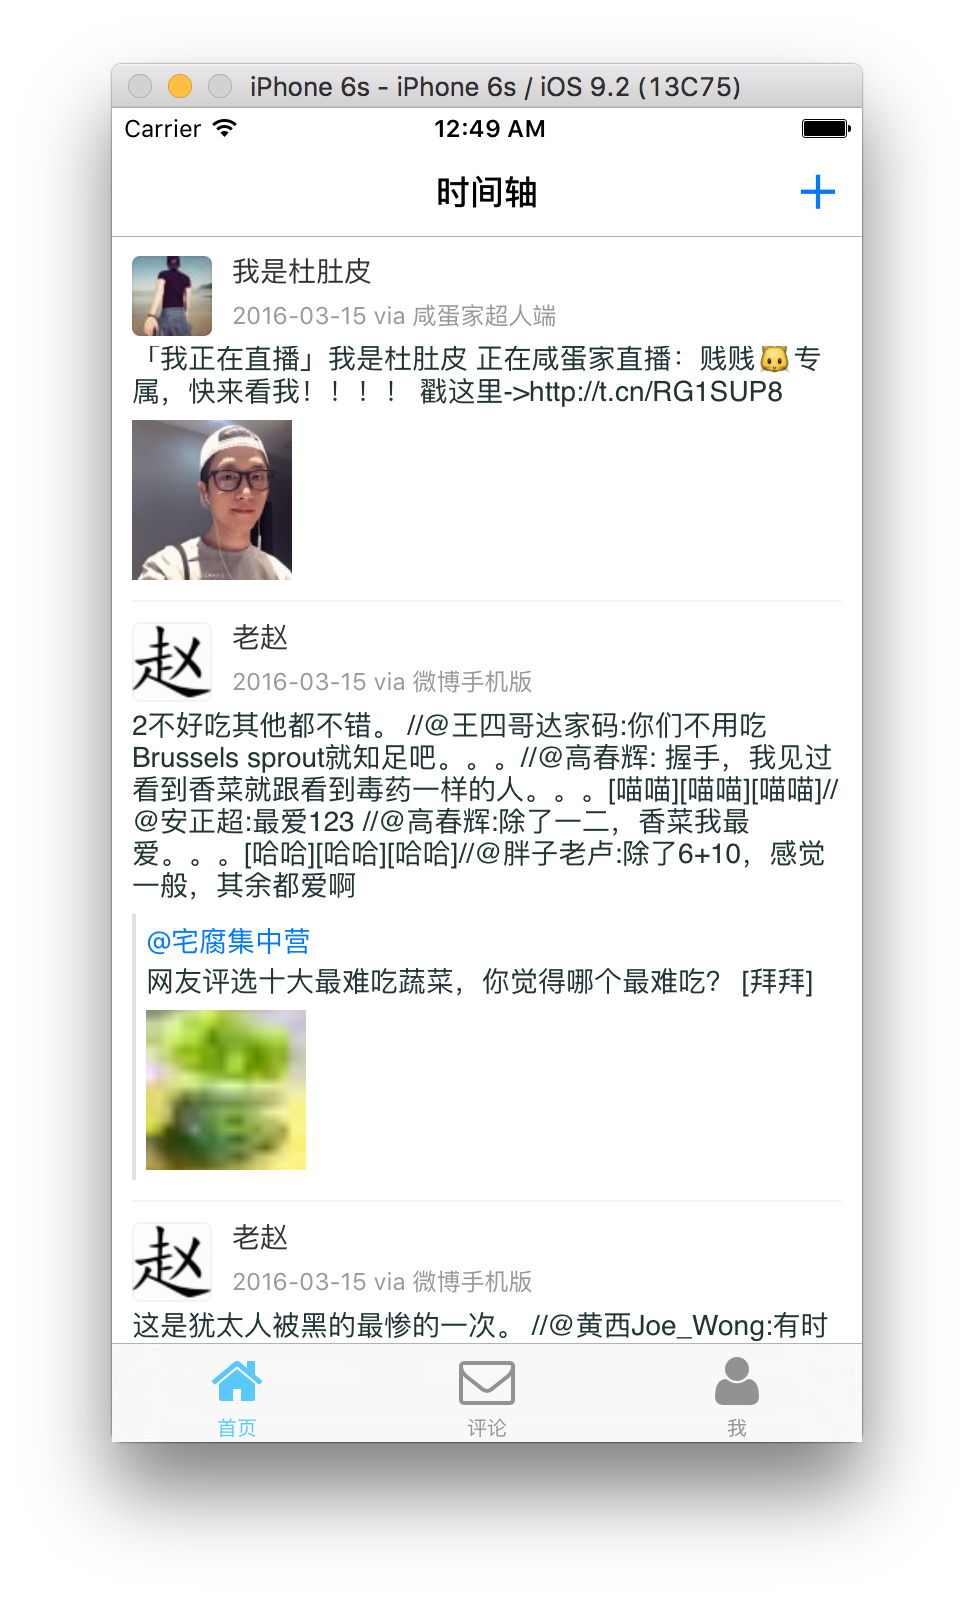 iPhone 6s - iPhone 6s / iOS 9.2 (13C75)
Carrier 12:49 AM
时间轴
我是杜肚皮
2016-03-15 via 咸蛋家超人端
「我正在直播」我是杜肚皮 正在咸蛋家直播：贱贱🐱专
属，快来看我！！！！ 戳这里->http://t.cn/RG1SUP8
赵
老赵
2016-03-15 via 微博手机版
2不好吃其他都不错。 //@王四哥达家码:你们不用吃
Brussels sprout就知足吧。。。//@高春辉: 握手，我见过
看到香菜就跟看到毒药一样的人。。。[喵喵][喵喵][喵喵]//
@安正超:最爱123 //@高春辉:除了一二，香菜我最
爱。。。[哈哈][哈哈][哈哈]//@胖子老卢:除了6+10，感觉
一般，其余都爱啊
@宅腐集中营
网友评选十大最难吃蔬菜，你觉得哪个最难吃？ [拜拜]
赵
老赵
2016-03-15 via 微博手机版
这是犹太人被黑的最惨的一次。 //@黄西Joe_Wong:有时
首页 评论 我